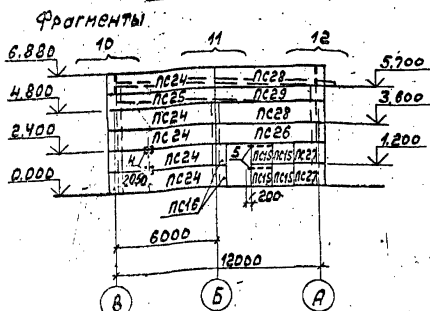 Фрагменты
10 11 12
6.880
ПС24 ПС28 5.700
4.800 ПС25 ПС29
ПС24 ПС28 3.600
2.400 ПС24 ПС26
4 ПС24 5 ПС15 ПС15 ПС27 1.200
0.000 2050 ПС24 ПС15 ПС15 ПС27
ПС16 200
6000
12000
В Б А